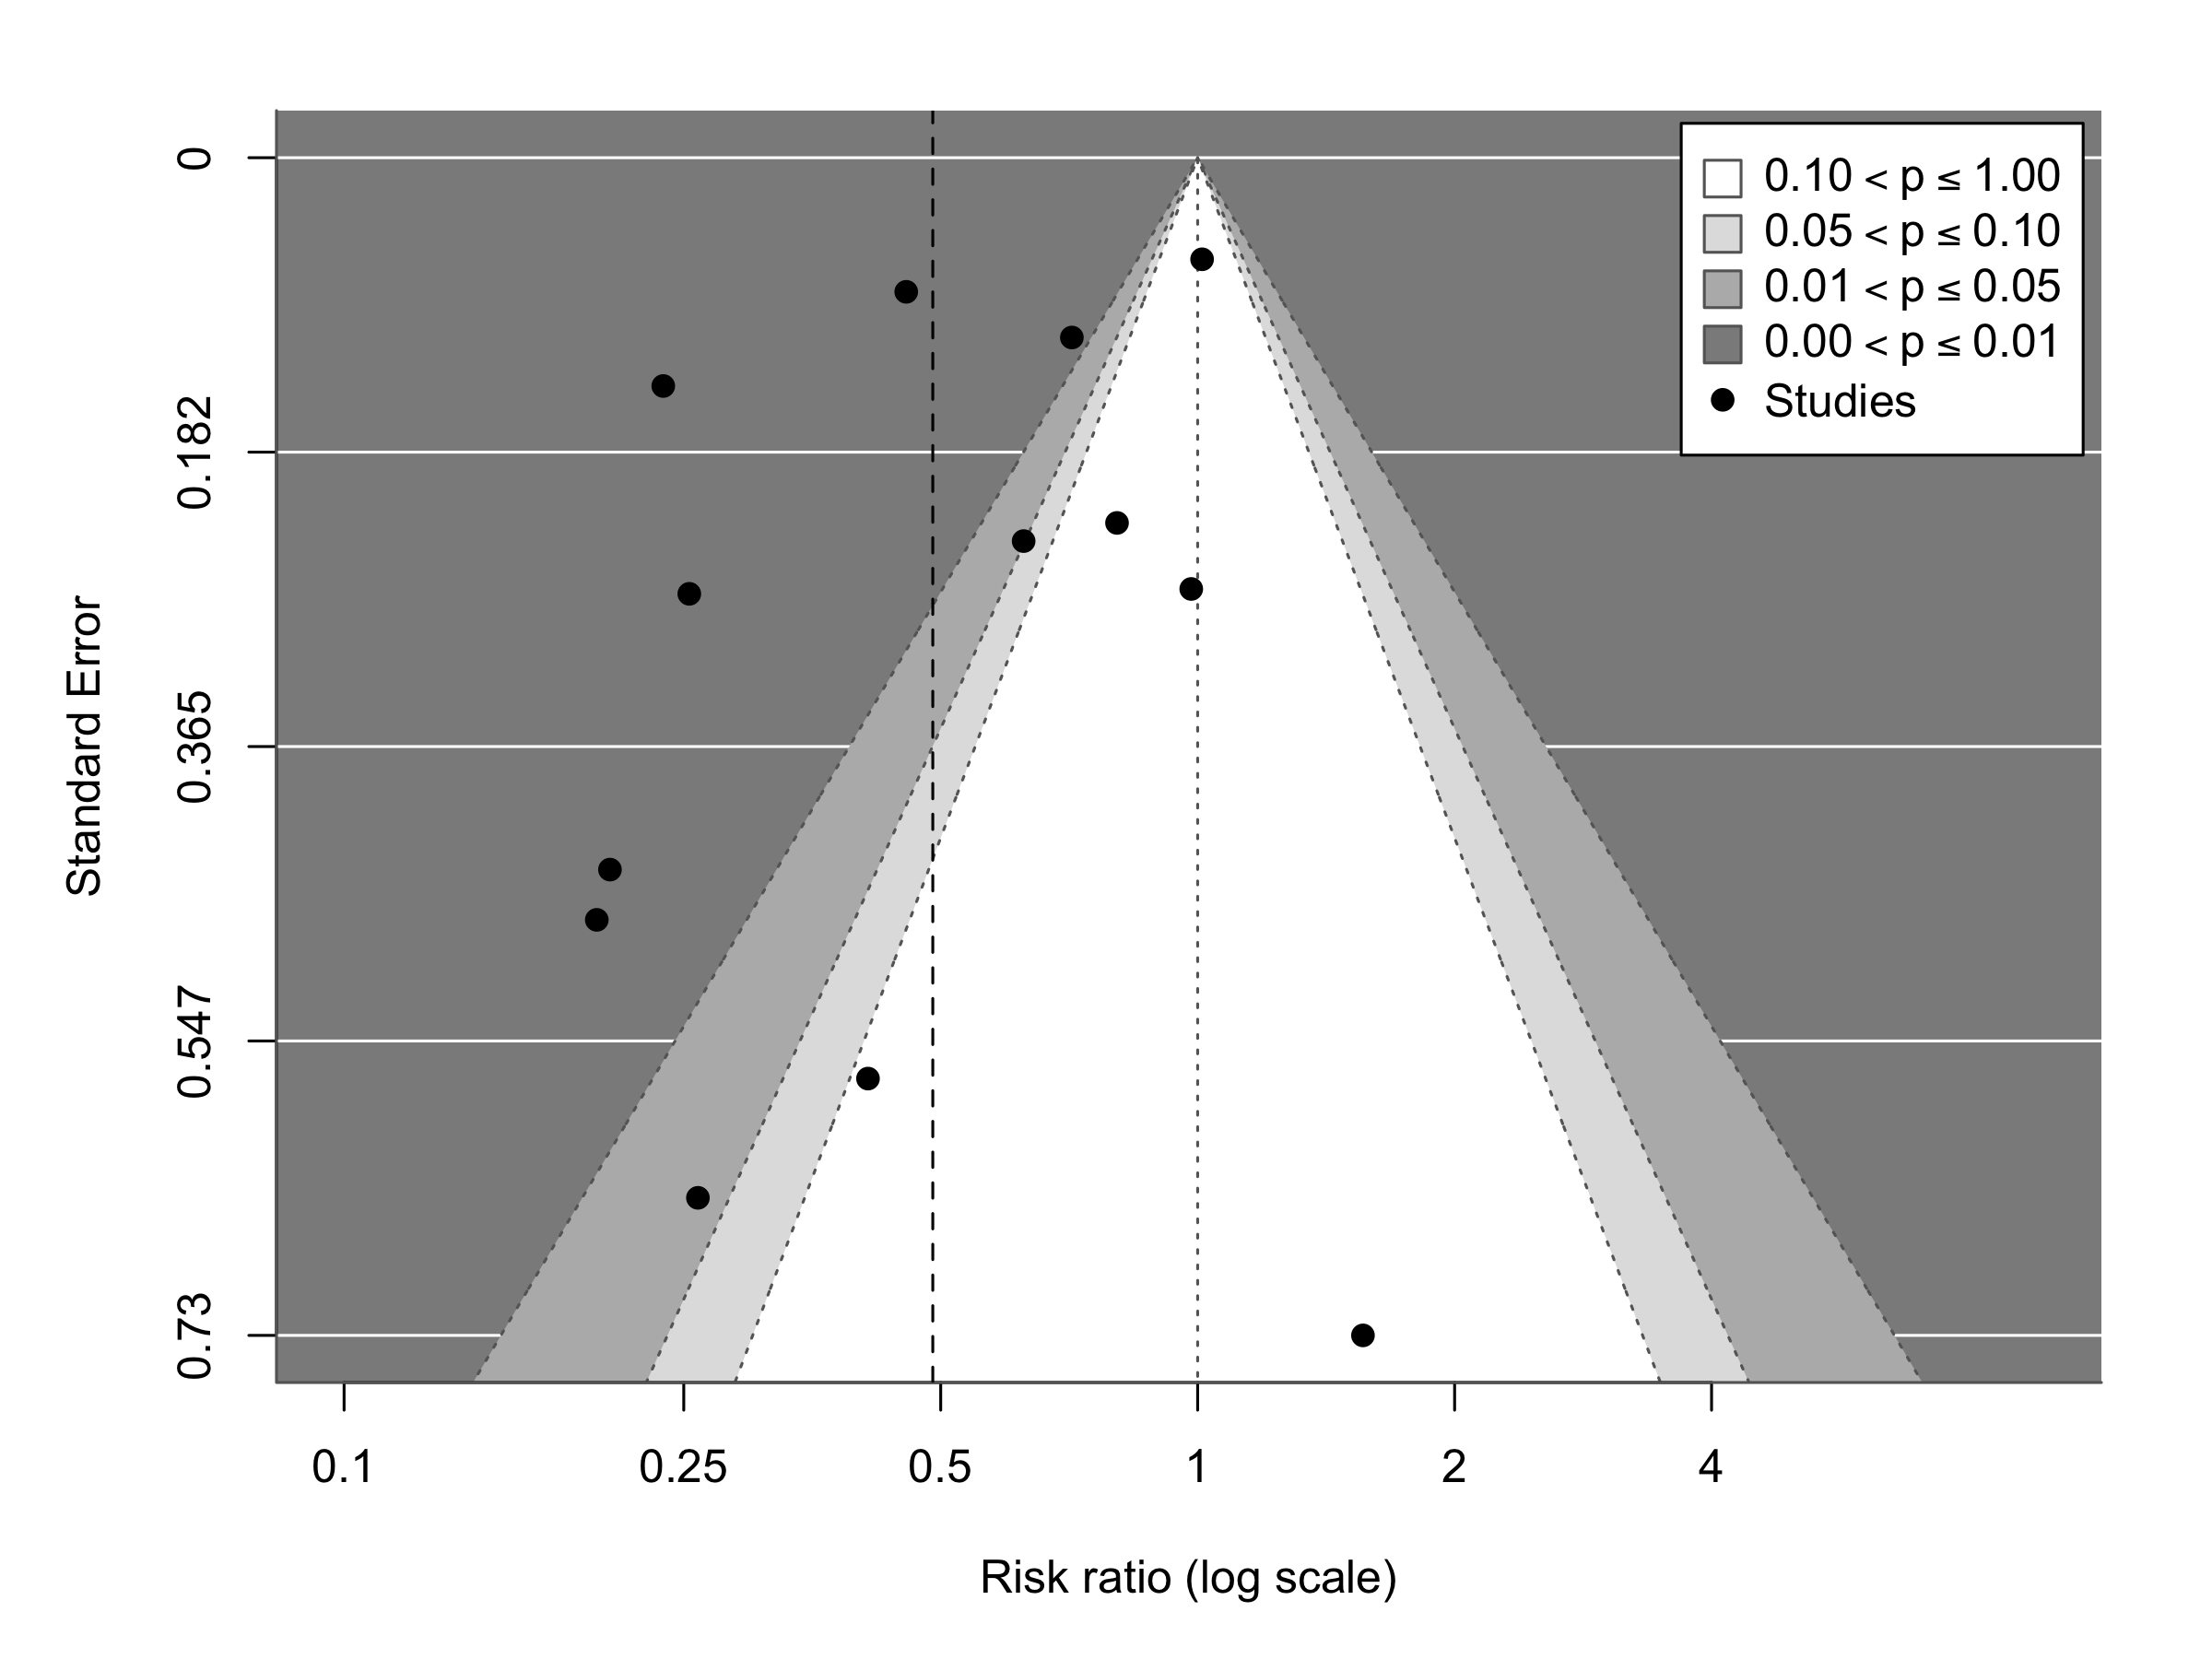 0.10 < p ≤ 1.00
0.05 < p ≤ 0.10
0.01 < p ≤ 0.05
0.00 < p ≤ 0.01
Studies
Standard Error
0
0.182
0.365
0.547
0.73
0.1 0.25 0.5 1 2 4
Risk ratio (log scale)